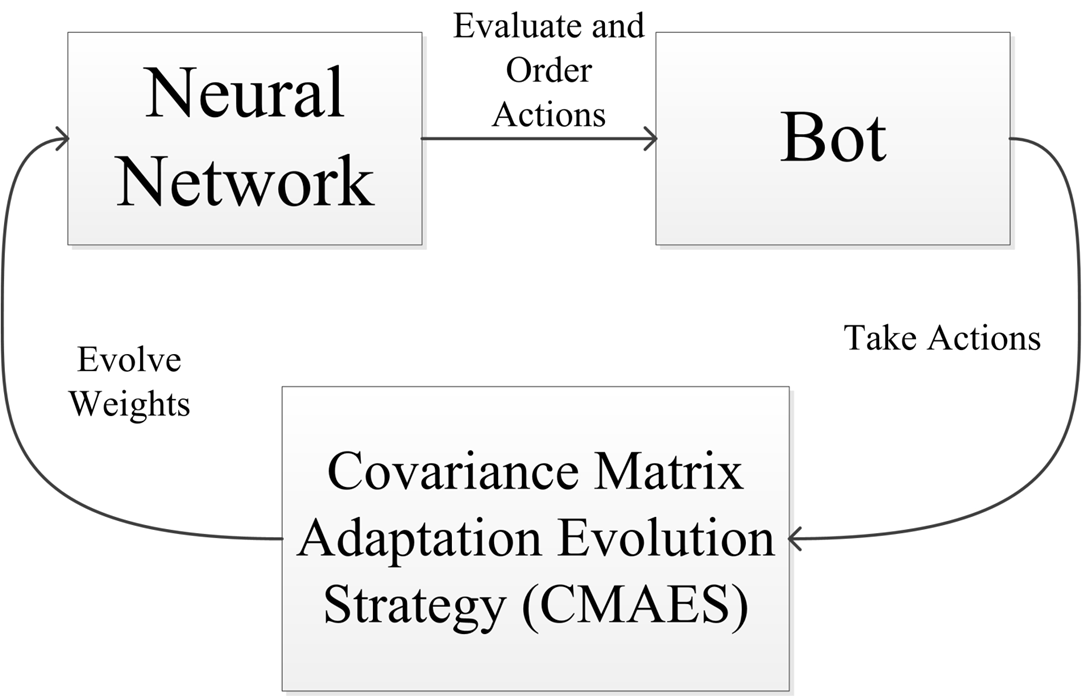 Neural
Network
Evaluate and
Order
Actions
Bot
Take Actions
Evolve
Weights
Covariance Matrix
Adaptation Evolution
Strategy (CMAES)